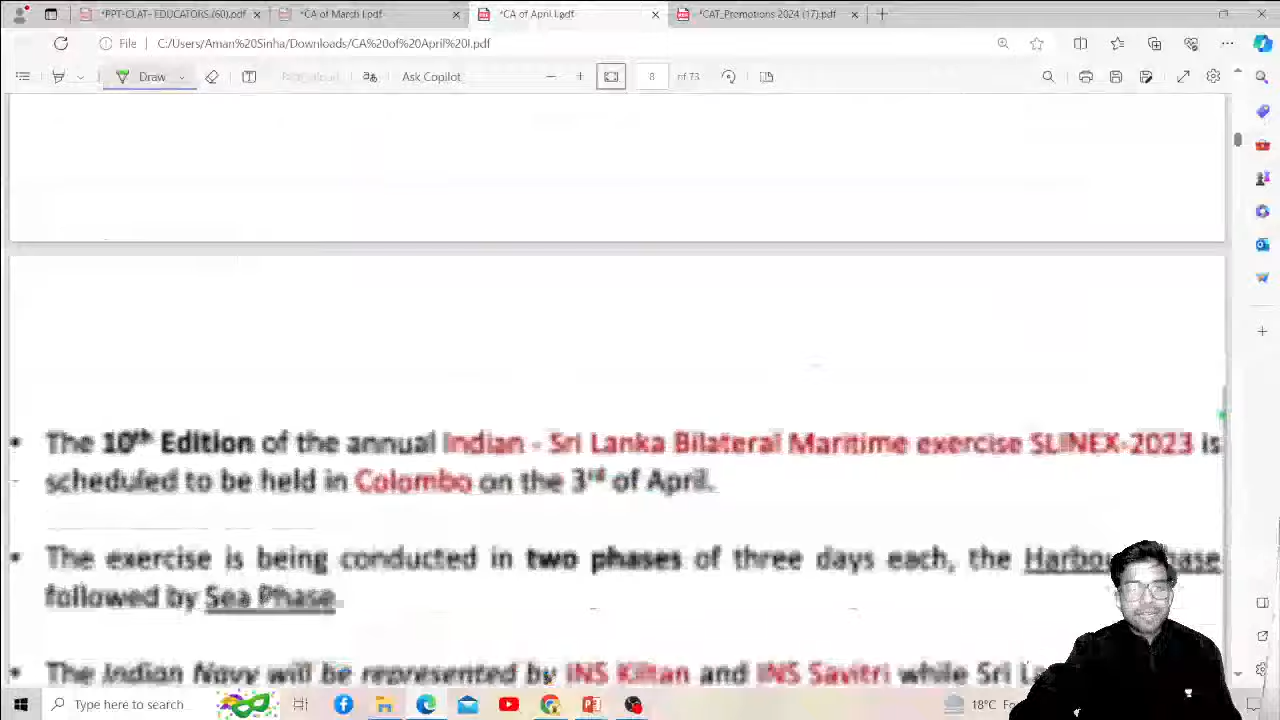 *PPT-CLAT- EDUCATORS (60).pdf
*CA of March I.pdf
*CA of April I.pdf
*CAT_Promotions 2024 (17).pdf
File
C:/Users/Aman%20Sinha/Downloads/CA%20of%20April%20I.pdf
Draw
Ask Copilot
8 of 73
• The 10th Edition of the annual Indian - Sri Lanka Bilateral Maritime exercise SLINEX-2023 is
scheduled to be held in Colombo on the 3rd of April.
• The exercise is being conducted in two phases of three days each, the
followed by Sea Phase.
• The Indian Navy will be represented by INS Kiltan and INS Savitri while Sri
Type here to search
18°C